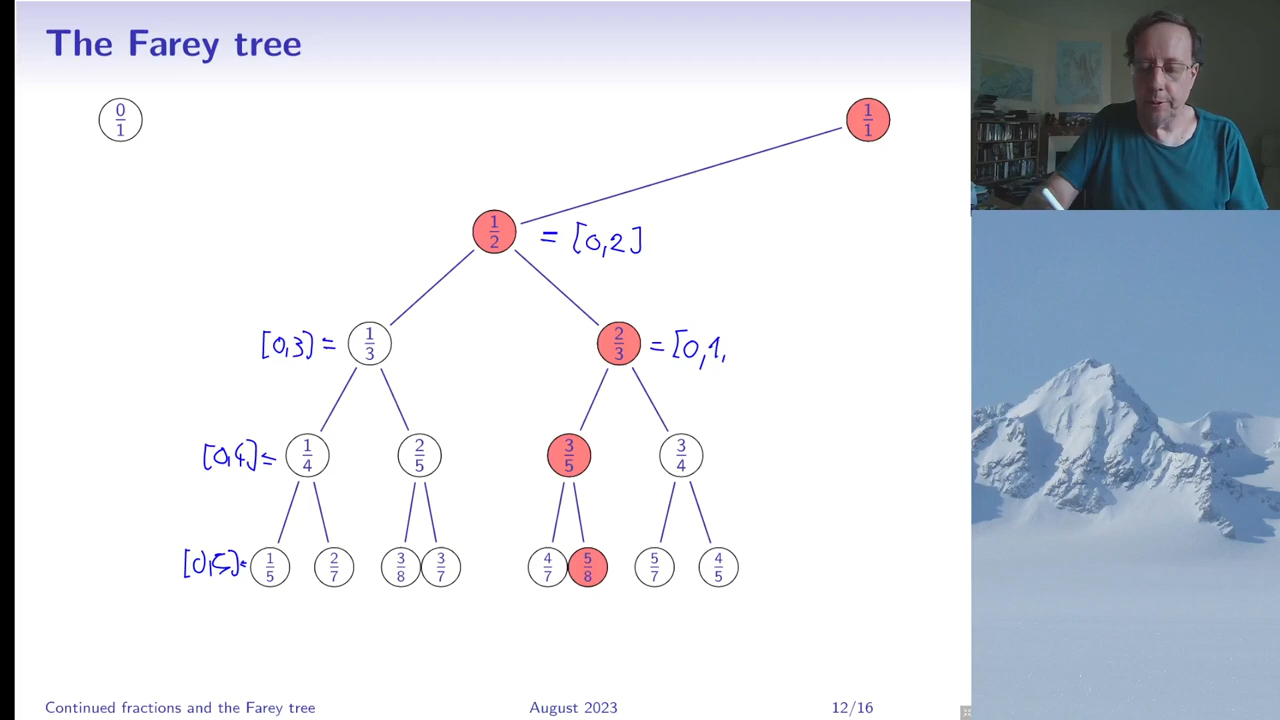 The Farey tree
0/1 1/1
1/2 = [0,2]
[0,3] = 1/3 2/3 = [0,1,
[0,4] = 1/4 2/5 3/5 3/4
[0,5] = 1/5 2/7 3/8 3/7 4/7 5/8 5/7 4/5
Continued fractions and the Farey tree August 2023 12/16